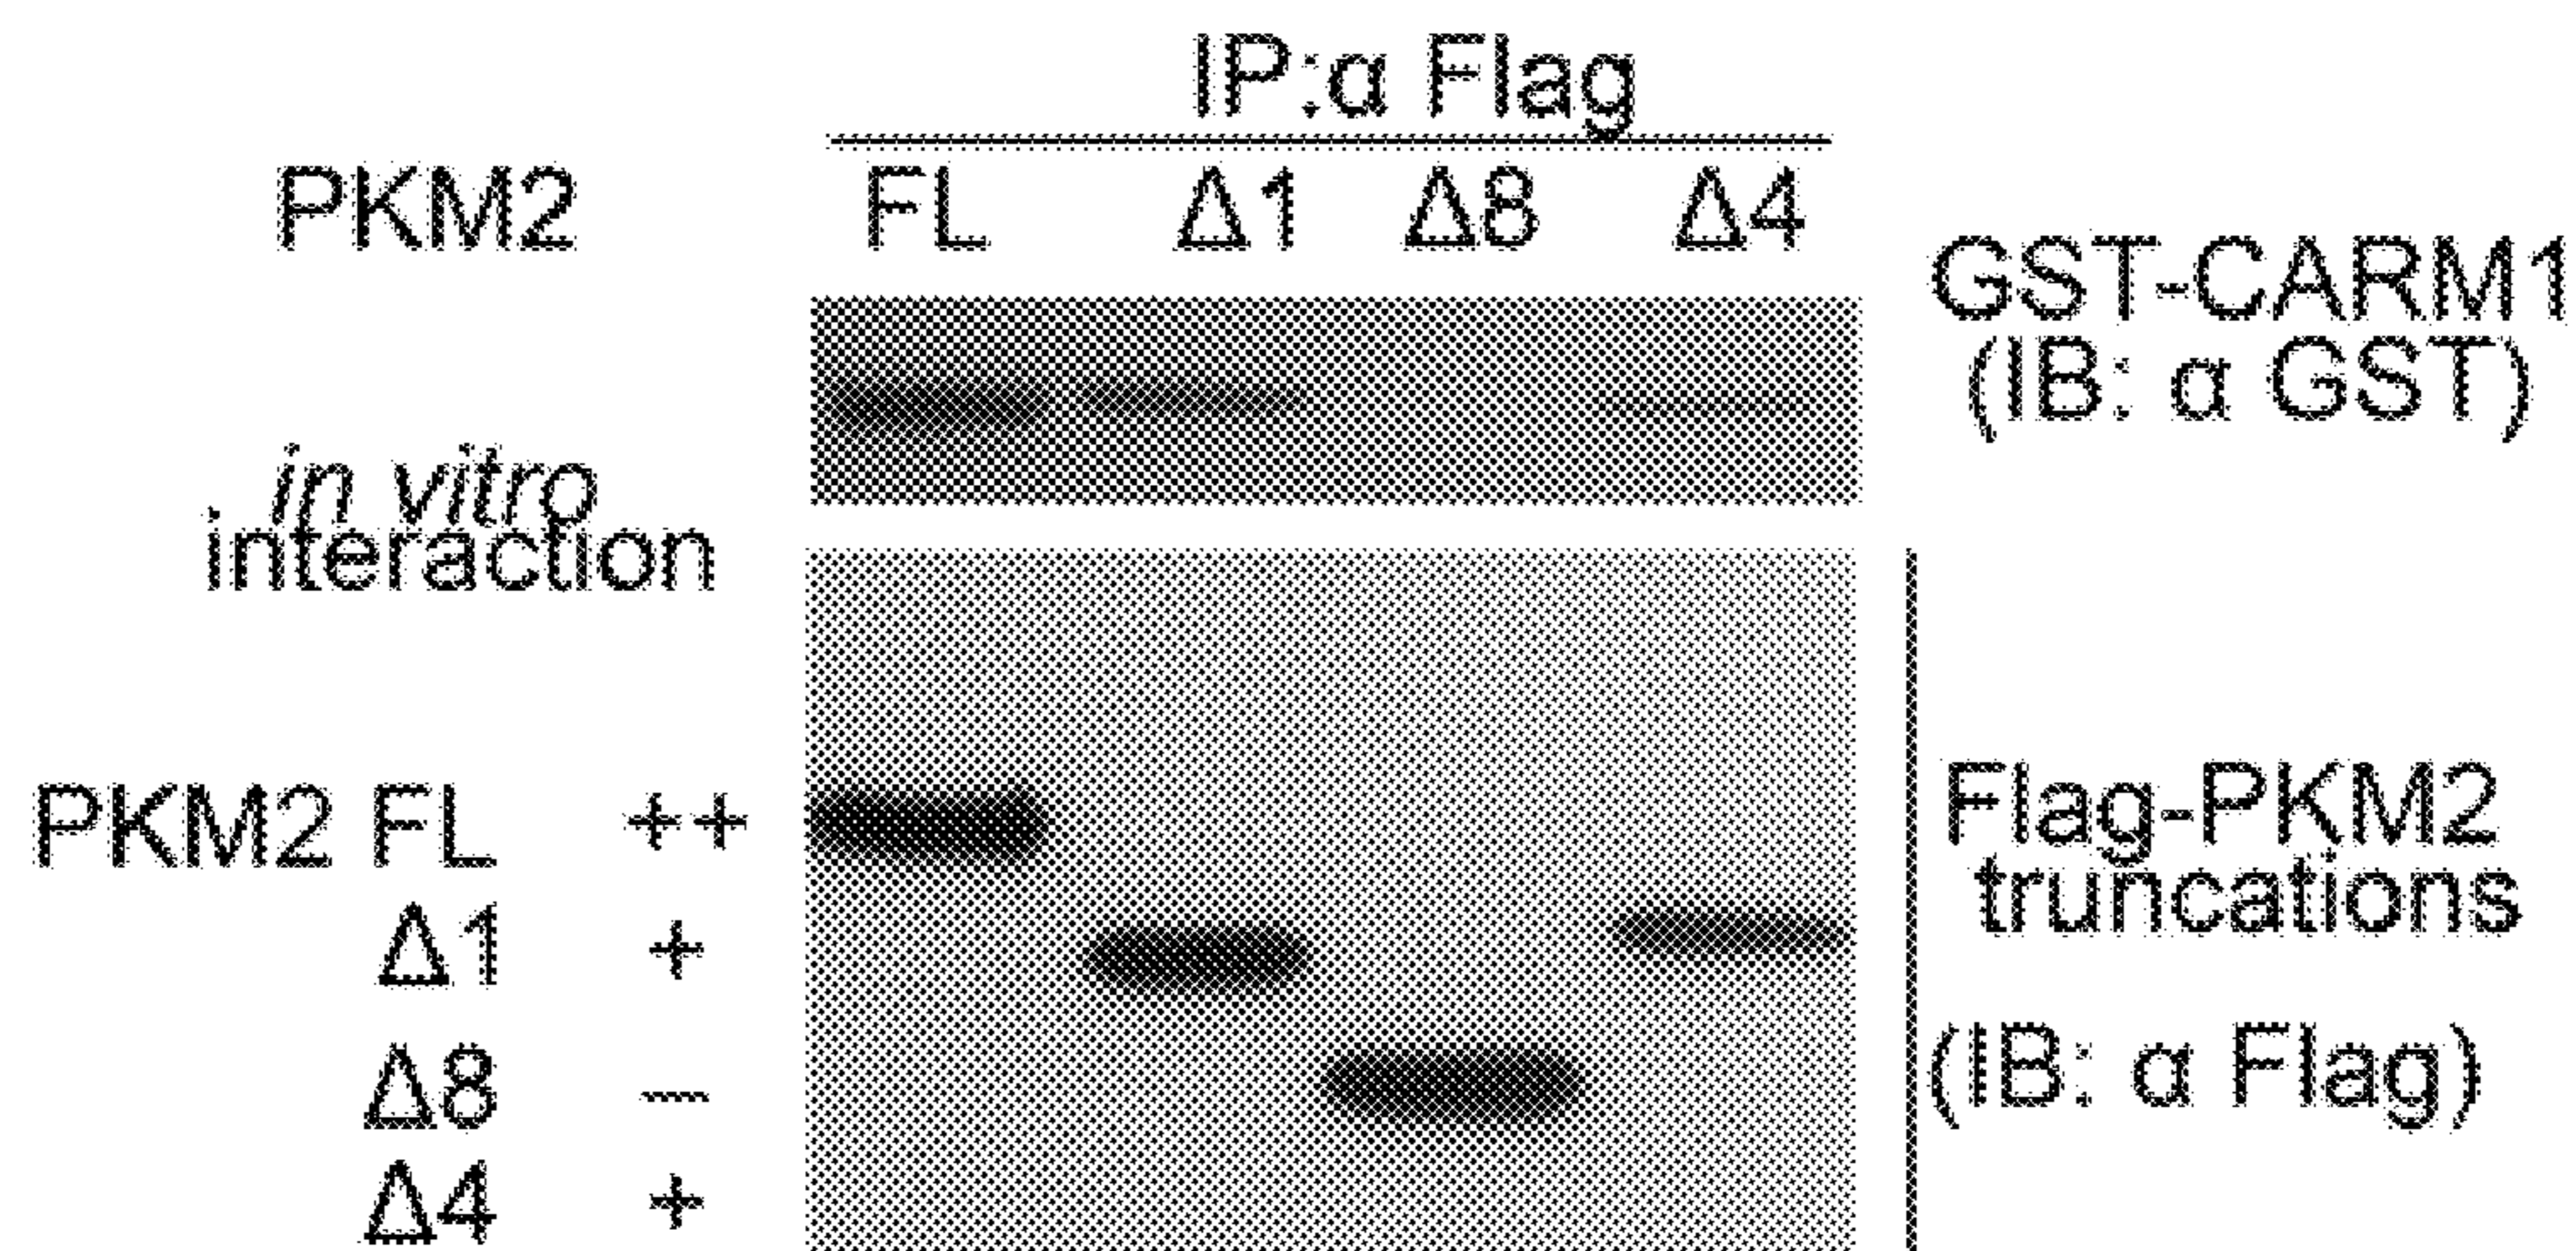 IP:α Flag
PKM2 FL Δ1 Δ8 Δ4
GST-CARM1
(IB: α GST)
in vitro
interaction
PKM2 FL ++
Δ1 +
Δ8 –
Δ4 +
Flag-PKM2
truncations
(IB: α Flag)